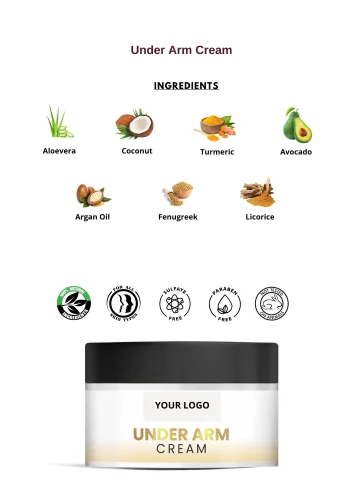 Under Arm Cream
INGREDIENTS
Aloevera
Coconut
Turmeric
Avocado
Argan Oil
Fenugreek
Licorice
FOR ALL
SKIN TYPES
SULFATE
FREE
PARABEN
FREE
YOUR LOGO
UNDER ARM
CREAM